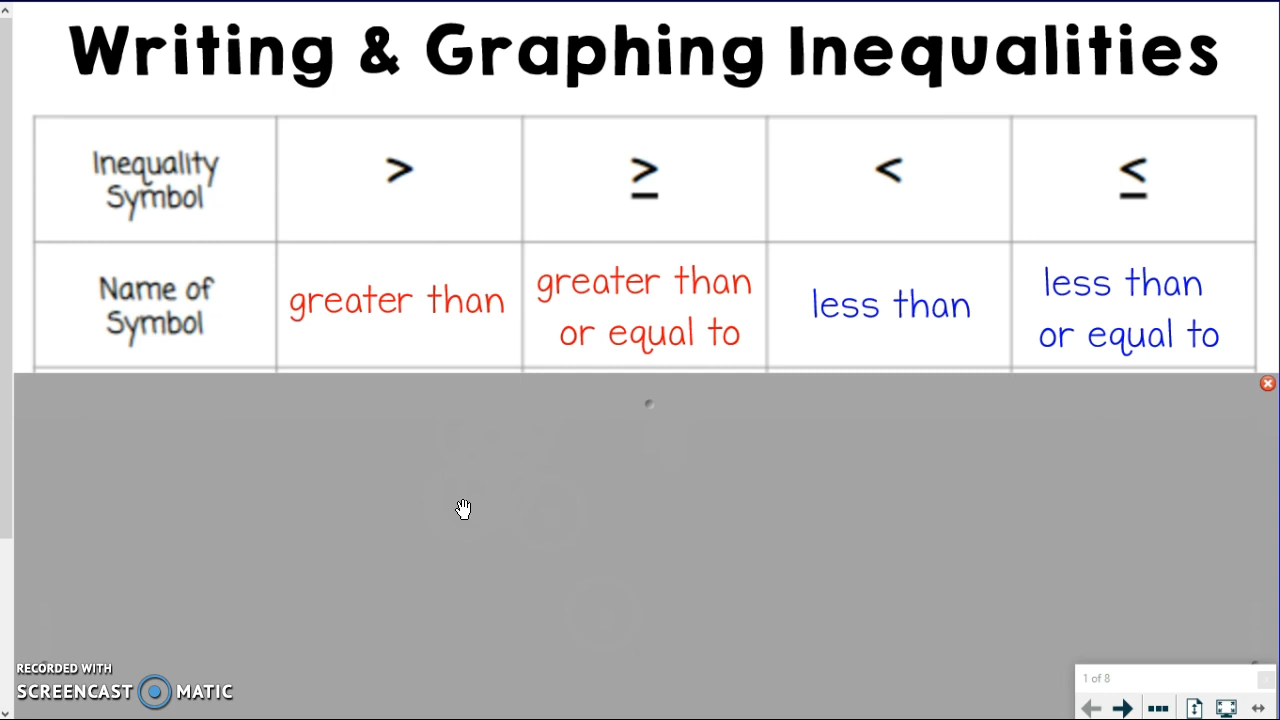 Writing & Graphing Inequalities
Inequality
Symbol
>
≥
<
≤
Name of
Symbol
greater than
greater than
or equal to
less than
less than
or equal to
RECORDED WITH
SCREENCAST MATIC
1 of 8